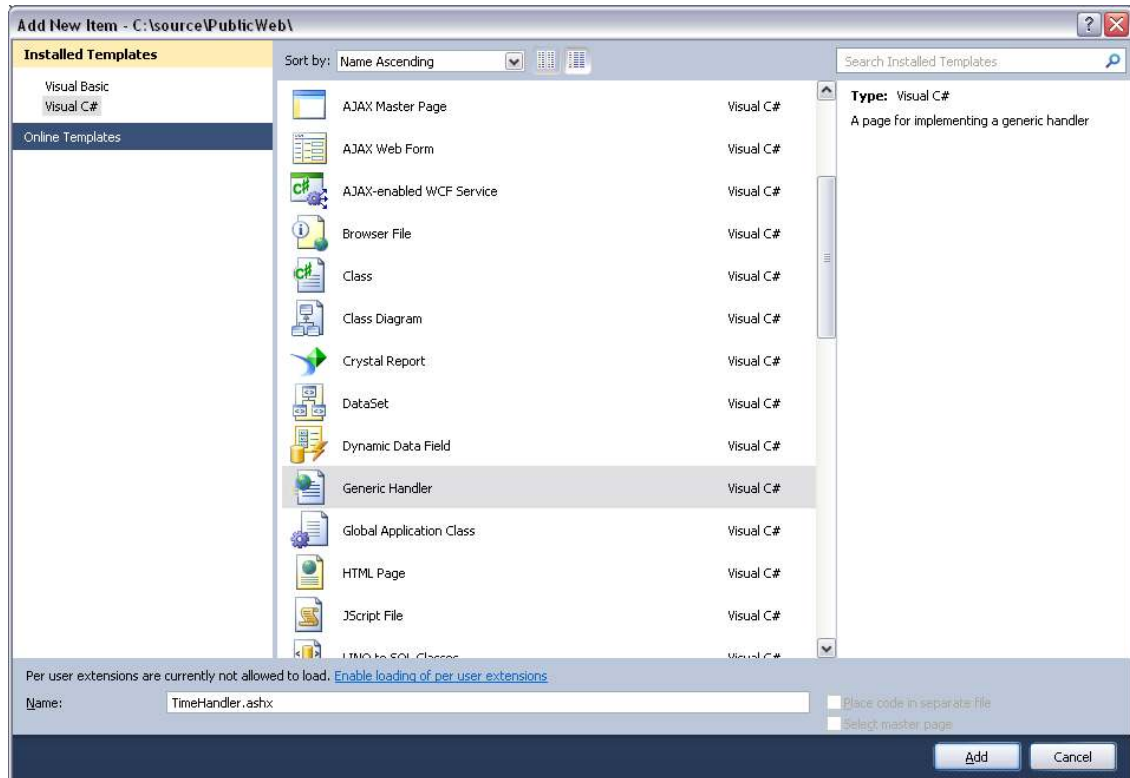 Add New Item - C:\source\PublicWeb\
Installed Templates
Visual Basic
Visual C#
Online Templates
Sort by: Name Ascending
AJAX Master Page Visual C#
AJAX Web Form Visual C#
AJAX-enabled WCF Service Visual C#
Browser File Visual C#
Class Visual C#
Class Diagram Visual C#
Crystal Report Visual C#
DataSet Visual C#
Dynamic Data Field Visual C#
Generic Handler Visual C#
Global Application Class Visual C#
HTML Page Visual C#
JScript File Visual C#
LINQ to SQL Classes Visual C#
Search Installed Templates
Type: Visual C#
A page for implementing a generic handler
Per user extensions are currently not allowed to load. Enable loading of per user extensions
Name: TimeHandler.ashx
Place code in separate file
Select master page
Add Cancel